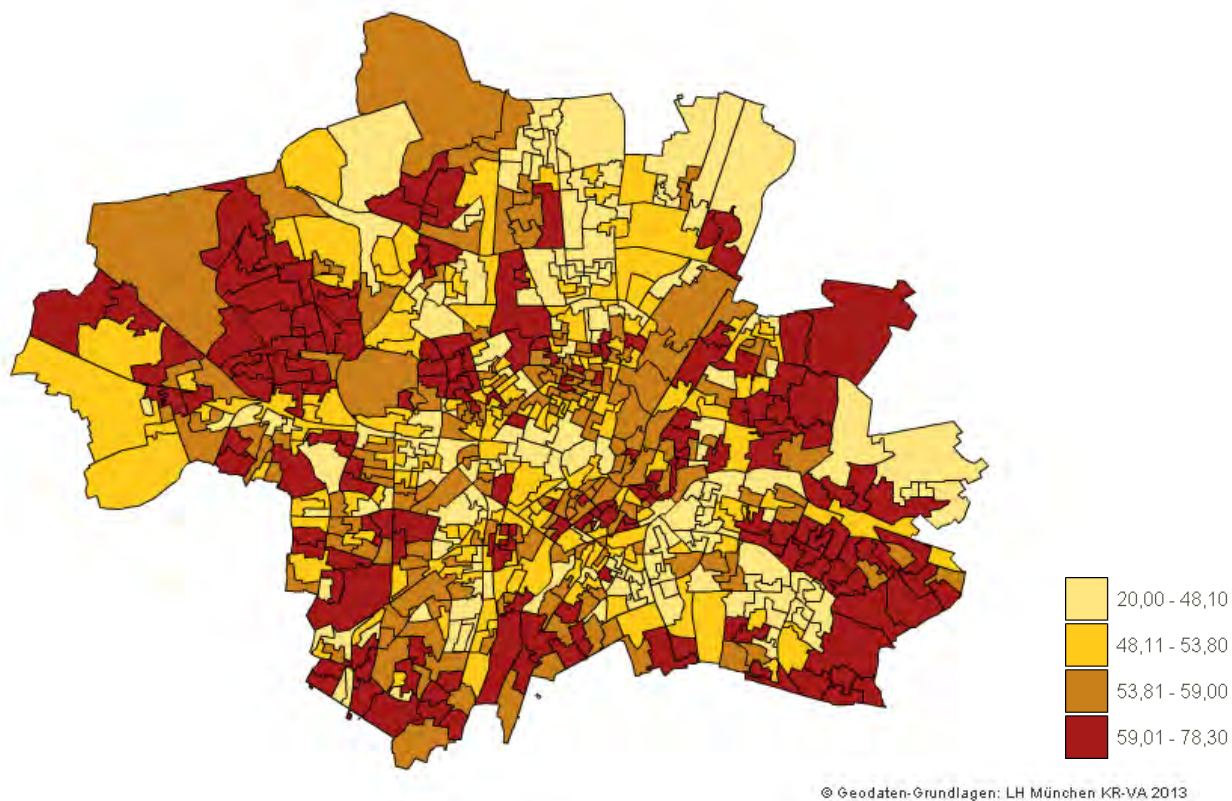 20,00 - 48,10
48,11 - 53,80
53,81 - 59,00
59,01 - 78,30
© Geodaten-Grundlagen: LH München KR-VA 2013